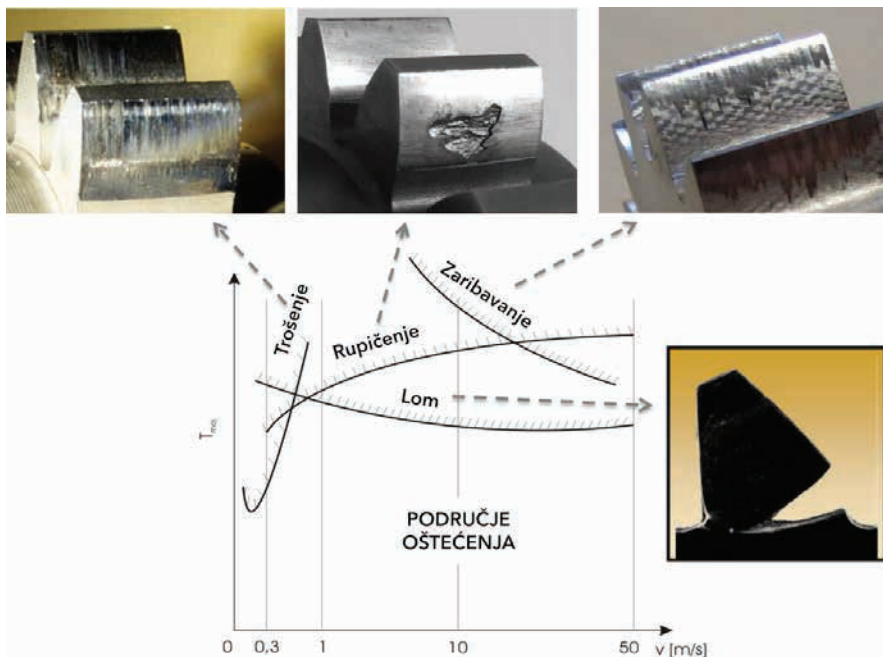 Trošenje
Rupičenje
Zaribavanje
Lom
PODRUČJE
OŠTEĆENJA
0 0,3 1 10 50 v [m/s]